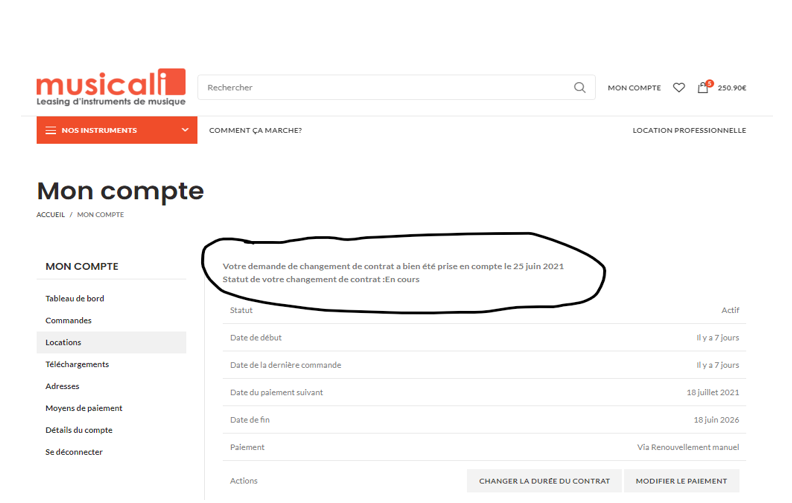 musicali
Leasing d'instruments de musique
Rechercher
MON COMPTE
5
250.90€
NOS INSTRUMENTS
COMMENT ÇA MARCHE?
LOCATION PROFESSIONNELLE
Mon compte
ACCUEIL / MON COMPTE
MON COMPTE
Tableau de bord
Commandes
Locations
Téléchargements
Adresses
Moyens de paiement
Détails du compte
Se déconnecter
Votre demande de changement de contrat a bien été prise en compte le 25 juin 2021
Statut de votre changement de contrat :En cours
Statut Actif
Date de début Il y a 7 jours
Date de la dernière commande Il y a 7 jours
Date du paiement suivant 18 juillet 2021
Date de fin 18 juin 2026
Paiement Via Renouvellement manuel
Actions CHANGER LA DURÉE DU CONTRAT MODIFIER LE PAIEMENT